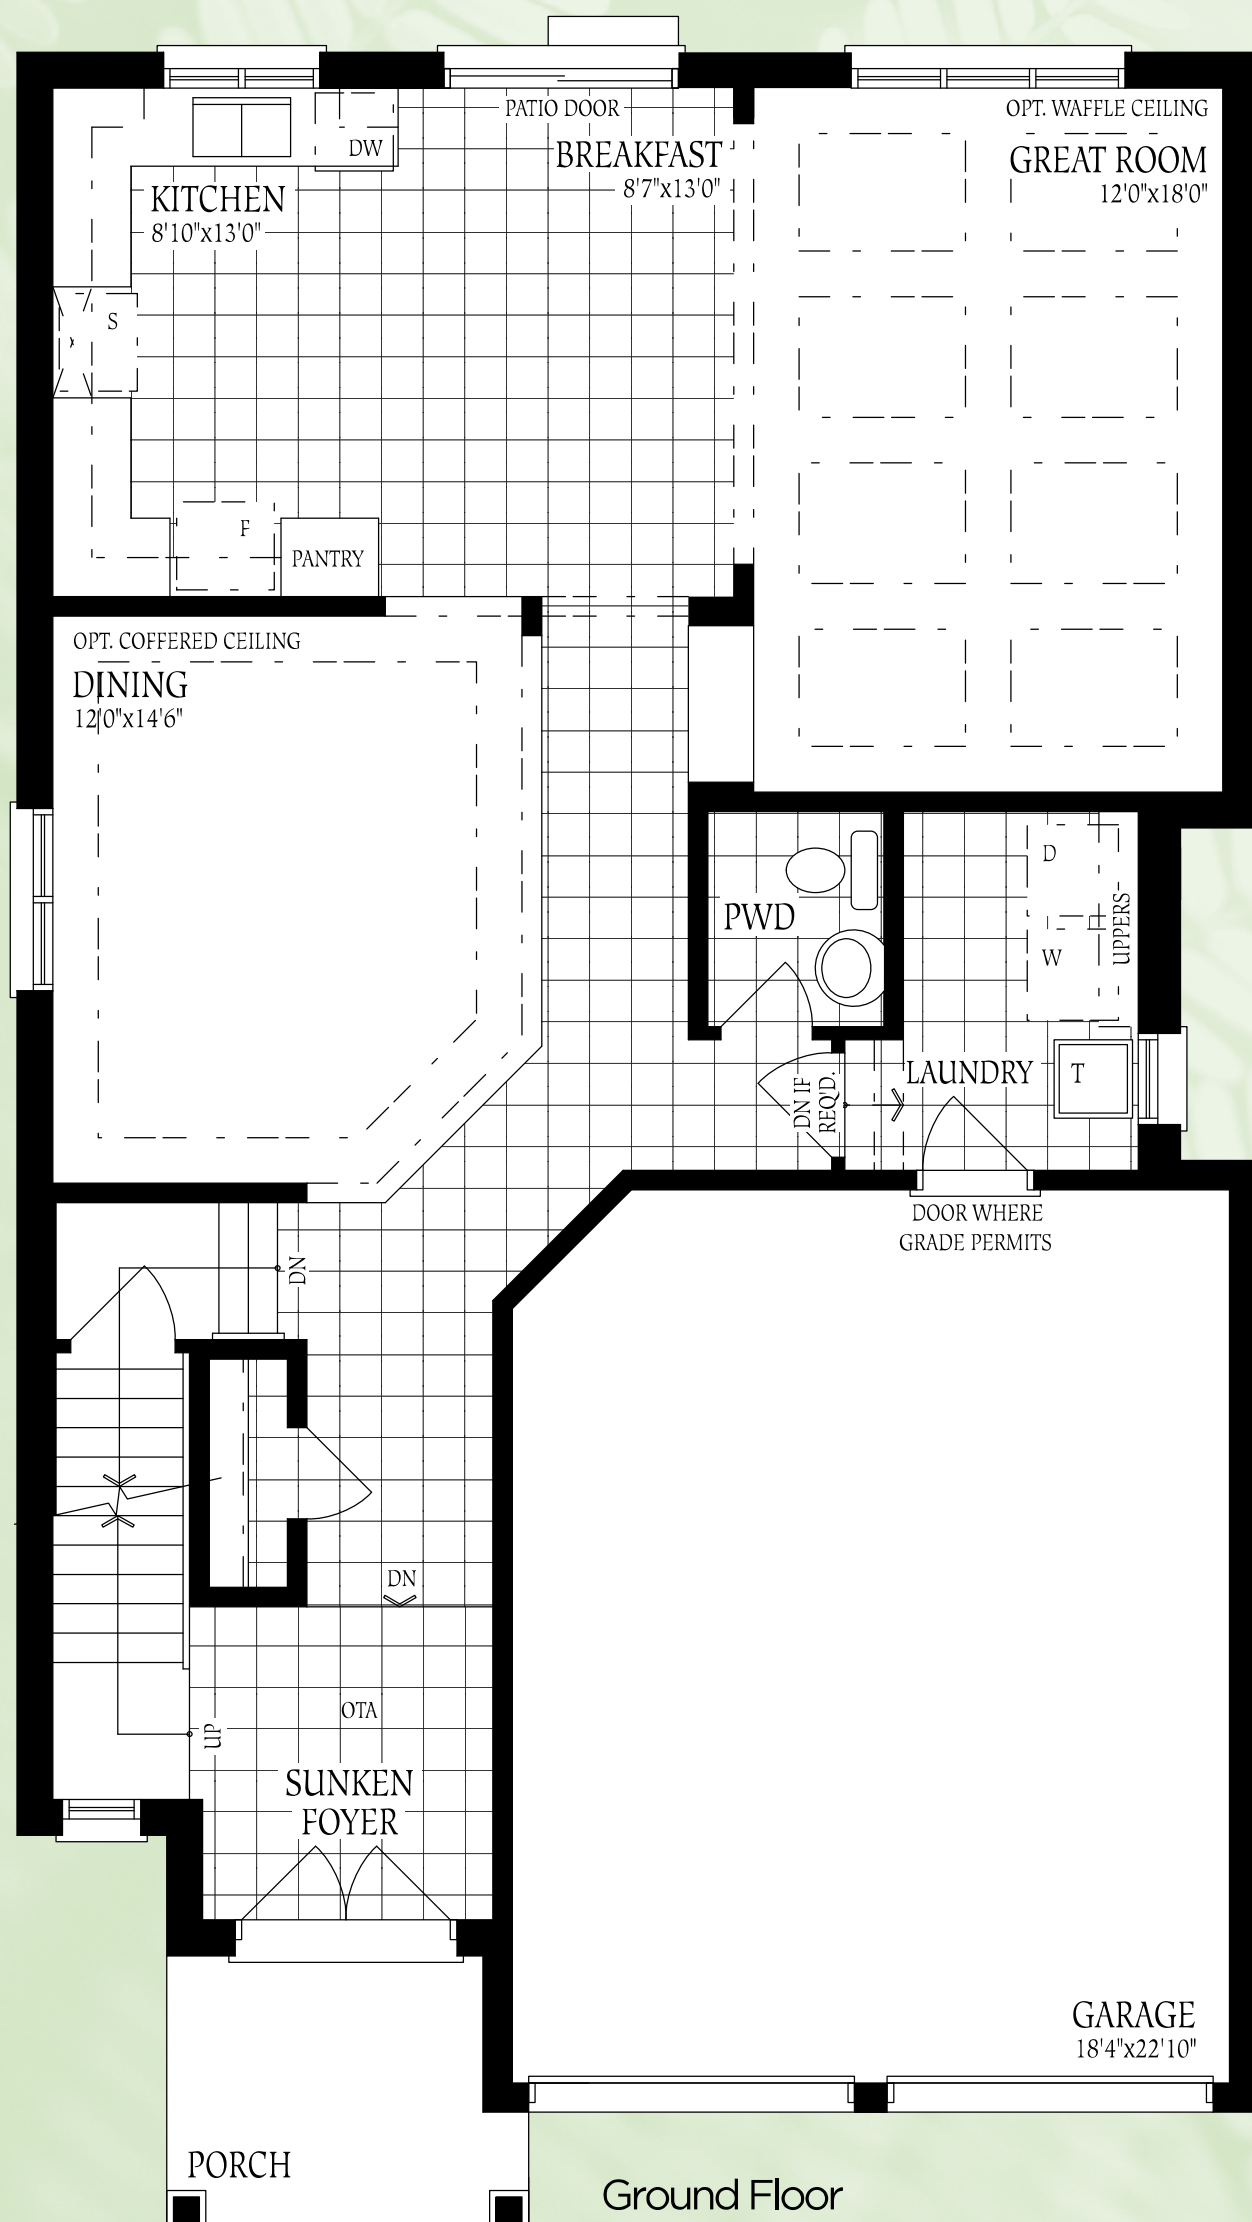 PATIO DOOR
OPT. WAFFLE CEILING
DW
BREAKFAST
8'7"x13'0"
GREAT ROOM
12'0"x18'0"
KITCHEN
8'10"x13'0"
S
F
PANTRY
OPT. COFFERED CEILING
DINING
12'0"x14'6"
D
UPPERS
PWD
W
LAUNDRY
T
DN IF
REQ'D.
DOOR WHERE
GRADE PERMITS
DN
DN
OTA
UP
SUNKEN
FOYER
GARAGE
18'4"x22'10"
PORCH
Ground Floor